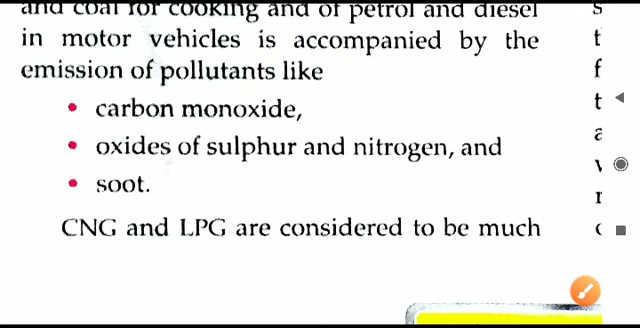 and coal for cooking and of petrol and diesel
in motor vehicles is accompanied by the
emission of pollutants like
• carbon monoxide,
• oxides of sulphur and nitrogen, and
• soot.
CNG and LPG are considered to be much